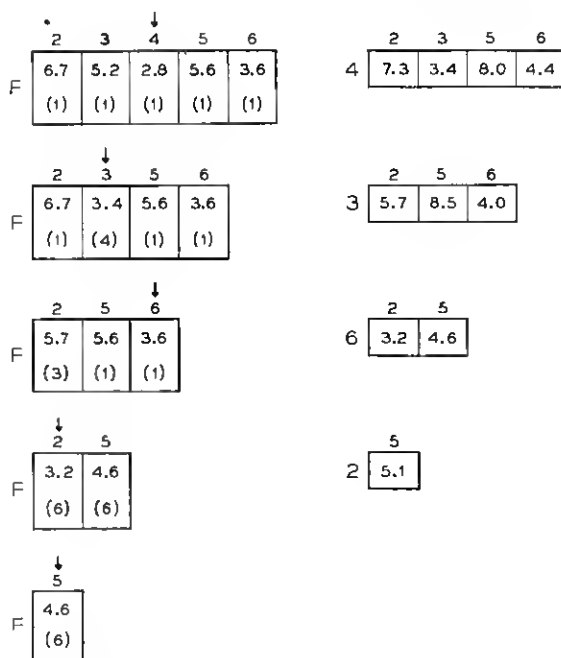 2 3 4 5 6
F 6.7 5.2 2.8 5.6 3.6
(1) (1) (1) (1) (1)
2 3 5 6
4 7.3 3.4 8.0 4.4
2 3 5 6
F 6.7 3.4 5.6 3.6
(1) (4) (1) (1)
2 5 6
3 5.7 8.5 4.0
2 5 6
F 5.7 5.6 3.6
(3) (1) (1)
2 5
6 3.2 4.6
2 5
F 3.2 4.6
(6) (6)
5
2 5.1
5
F 4.6
(6)